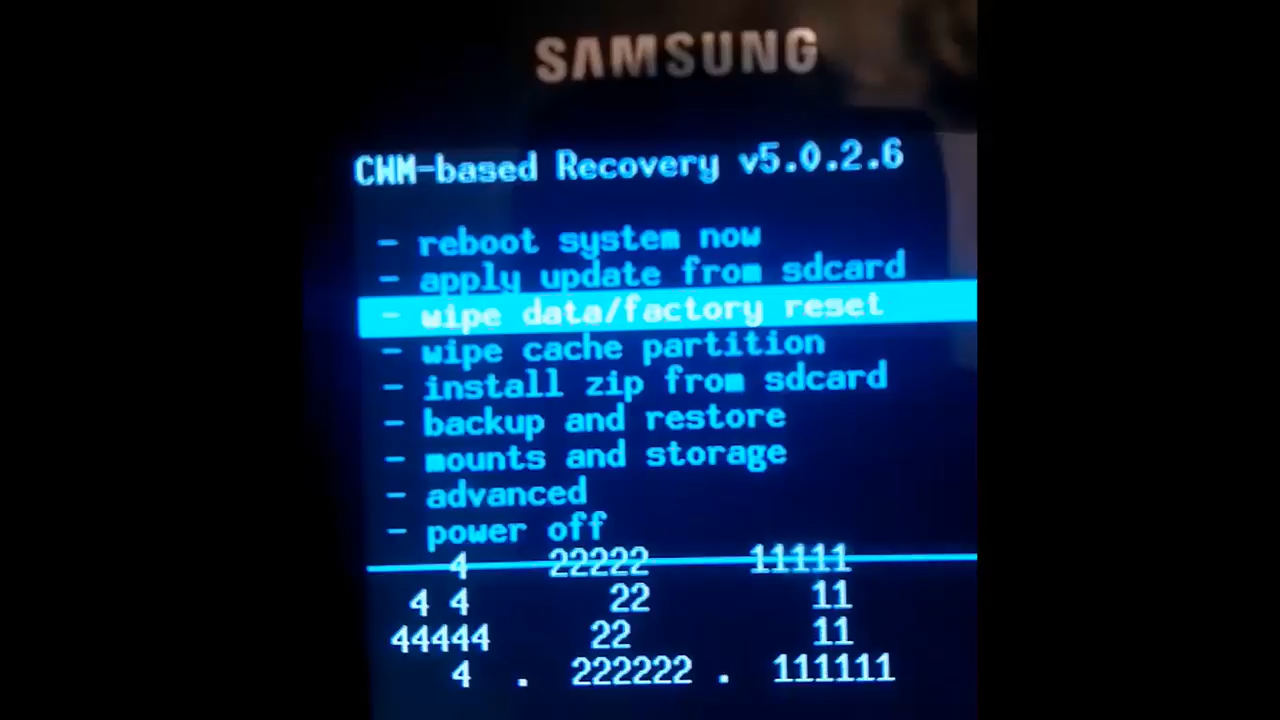 SAMSUNG
CWM-based Recovery v5.0.2.6
- reboot system now
- apply update from sdcard
- wipe data/factory reset
- wipe cache partition
- install zip from sdcard
- backup and restore
- mounts and storage
- advanced
- power off
4 22222 11111
4 4 22 11
44444 22 11
4 . 222222 . 111111